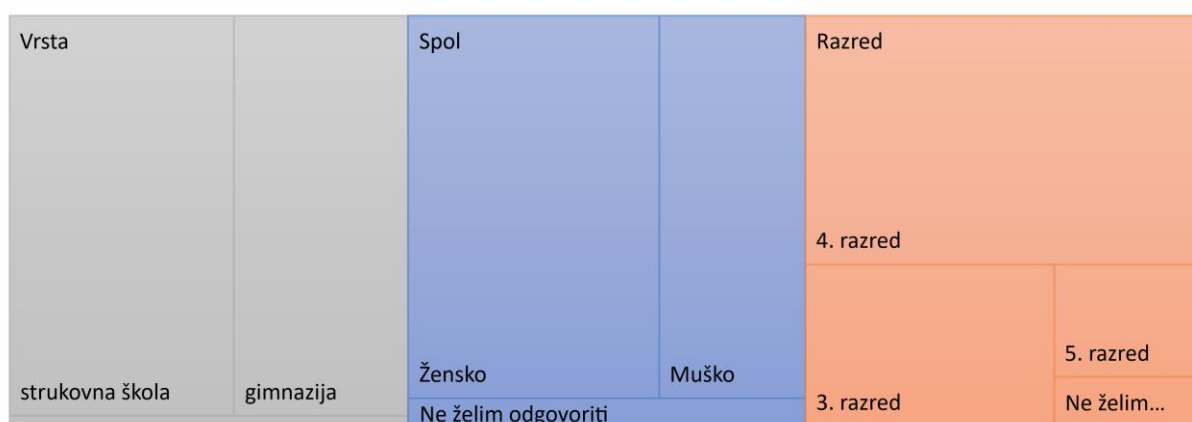 Vrsta
Spol
Razred
4. razred
strukovna škola
gimnazija
Žensko
Muško
5. razred
Ne želim odgovoriti
3. razred
Ne želim...